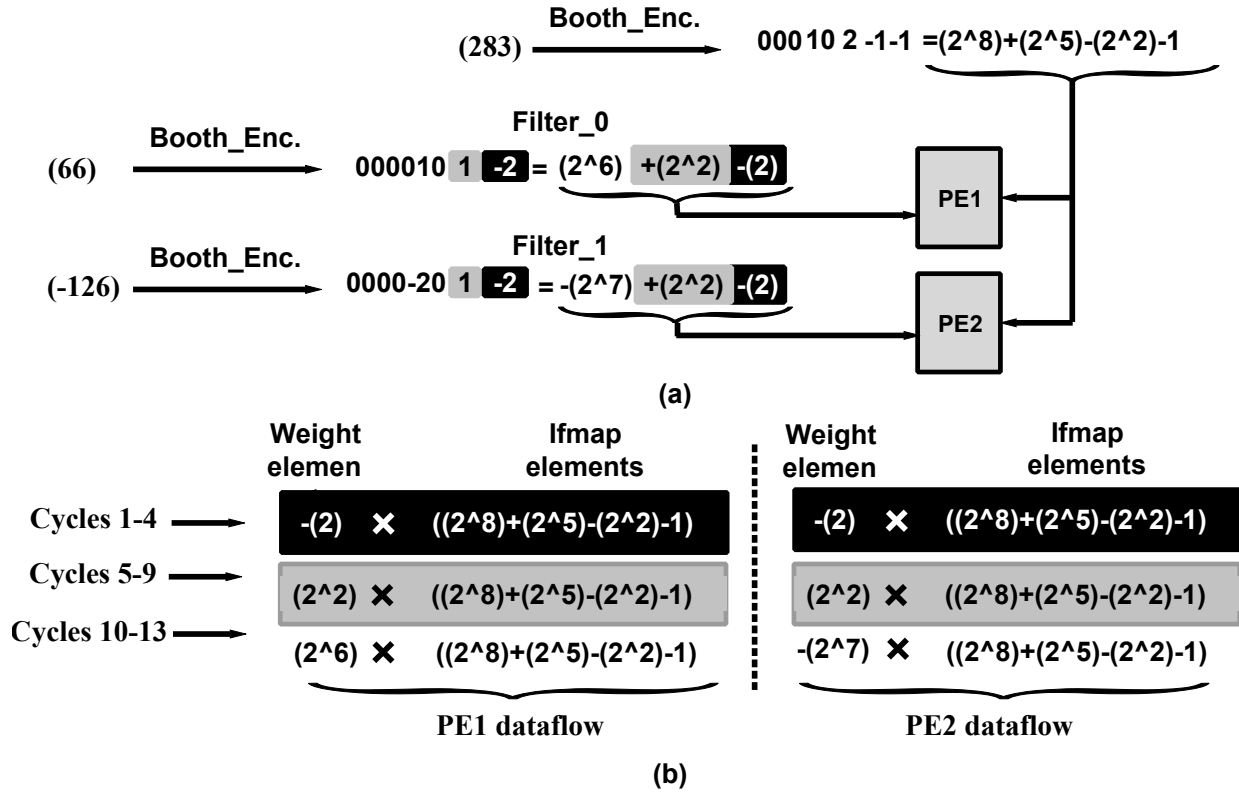 Booth_Enc.
(283) 00010 2 -1-1 =(2^8)+(2^5)-(2^2)-1
Filter_0
Booth_Enc.
(66) 000010 1 -2 = (2^6) +(2^2) -(2)
PE1
Filter_1
Booth_Enc.
(-126) 0000-20 1 -2 = -(2^7) +(2^2) -(2)
PE2
(a)
Weight elemen
Ifmap elements
Weight elemen
Ifmap elements
Cycles 1-4 -(2) × ((2^8)+(2^5)-(2^2)-1) -(2) × ((2^8)+(2^5)-(2^2)-1)
Cycles 5-9 (2^2) × ((2^8)+(2^5)-(2^2)-1) (2^2) × ((2^8)+(2^5)-(2^2)-1)
Cycles 10-13 (2^6) × ((2^8)+(2^5)-(2^2)-1) -(2^7) × ((2^8)+(2^5)-(2^2)-1)
PE1 dataflow PE2 dataflow
(b)